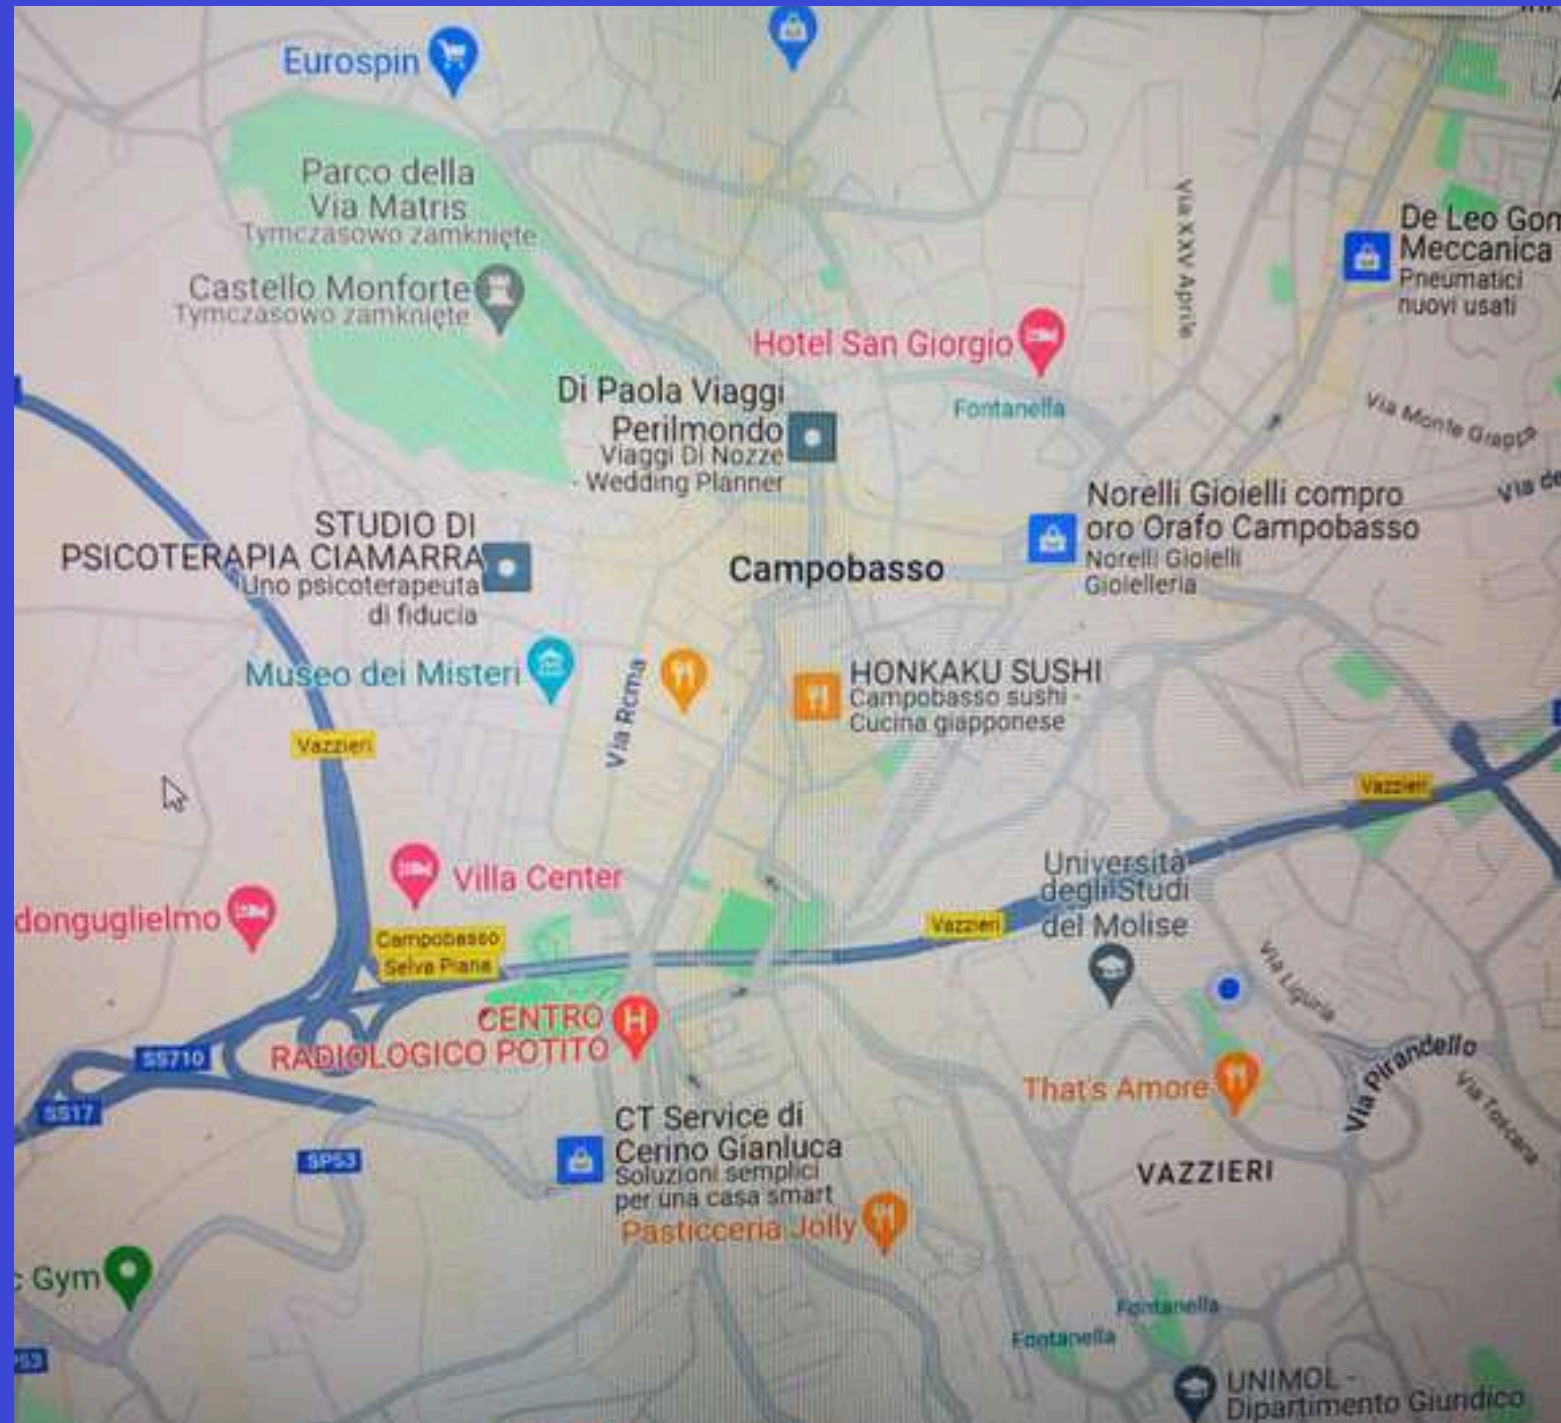 Eurospin
Parco della
Via Matris
Tymczasowo zamknięte
Castello Monforte
Tymczasowo zamknięte
Via XXV Aprile
De Leo Gom
Meccanica
Pneumatici
nuovi usati
Hotel San Giorgio
Fontanella
Di Paola Viaggi
Perilmondo
Viaggi Di Nozze
- Wedding Planner
Via Monte Grappa
Via de
Norelli Gioielli compro
oro Orafo Campobasso
Norelli Gioielli
Gioielleria
STUDIO DI
PSICOTERAPIA CIAMARRA
Uno psicoterapeuta
di fiducia
Campobasso
Museo dei Misteri
Via Roma
HONKAKU SUSHI
Campobasso sushi -
Cucina giapponese
Vazzieri
Vazzieri
Università
degli Studi
del Molise
Villa Center
donguglielmo
Campobasso
Selva Piana
Vazzieri
Via Liguria
CENTRO
RADIOLOGICO POTITO
SS710
SS17
SP53
That's Amore
Via Pirandello
Via Toscana
CT Service di
Cerino Gianluca
Soluzioni semplici
per una casa smart
VAZZIERI
Pasticceria Jolly
c Gym
Fontanella
Fontanella
P53
UNIMOL -
Dipartimento Giuridico